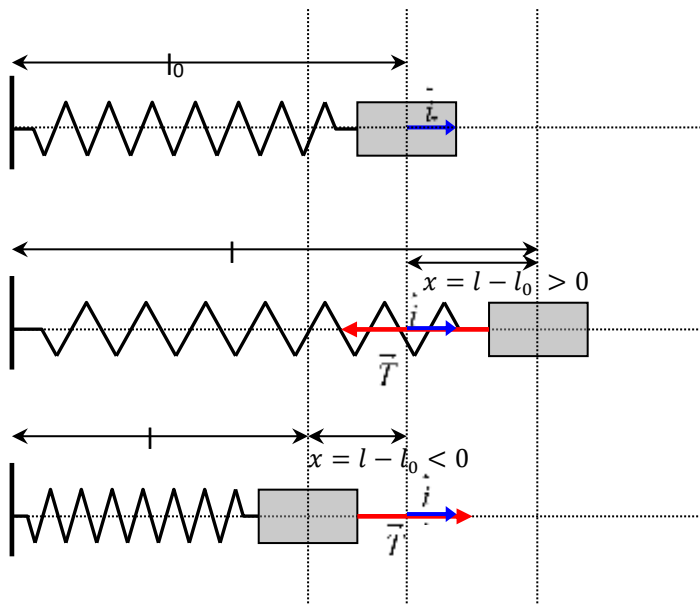 l₀
i
l
x = l − l₀ > 0
i
T
l
x = l − l₀ < 0
i
T